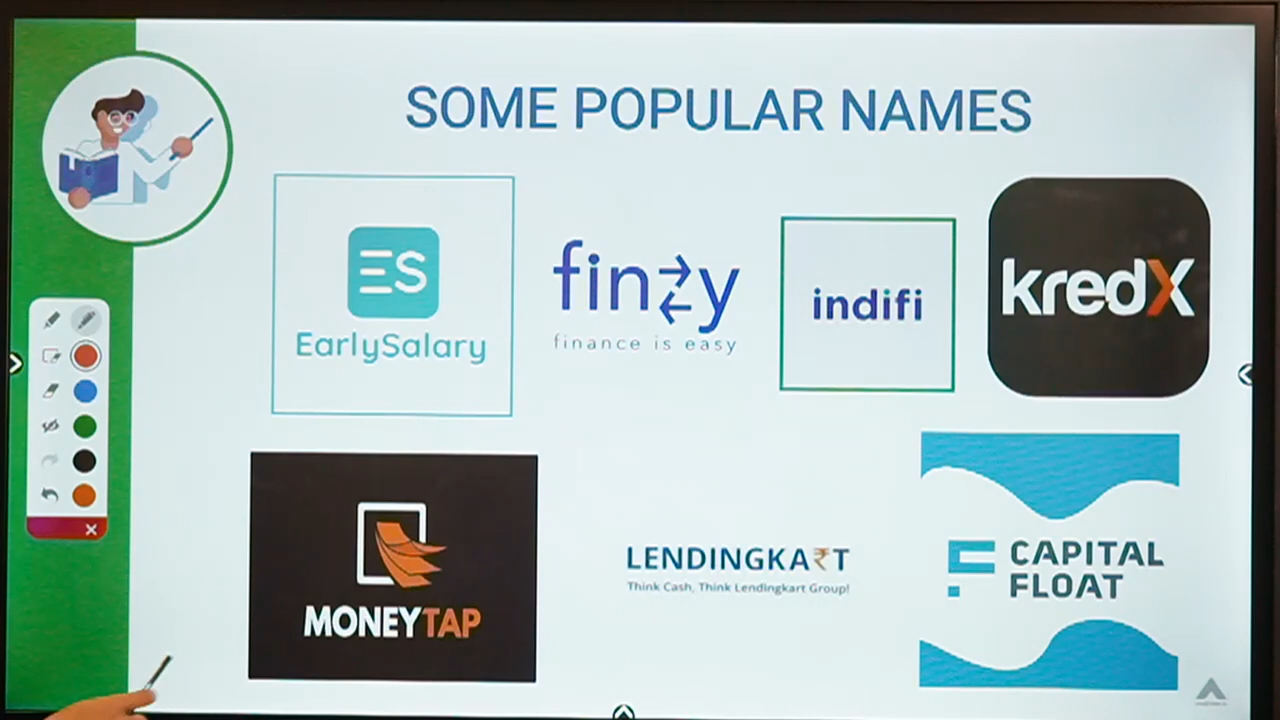 SOME POPULAR NAMES
ES
EarlySalary
finzy
finance is easy
indifi
kredX
MONEYTAP
LENDINGKA₹T
Think Cash, Think Lendingkart Group!
CAPITAL
FLOAT